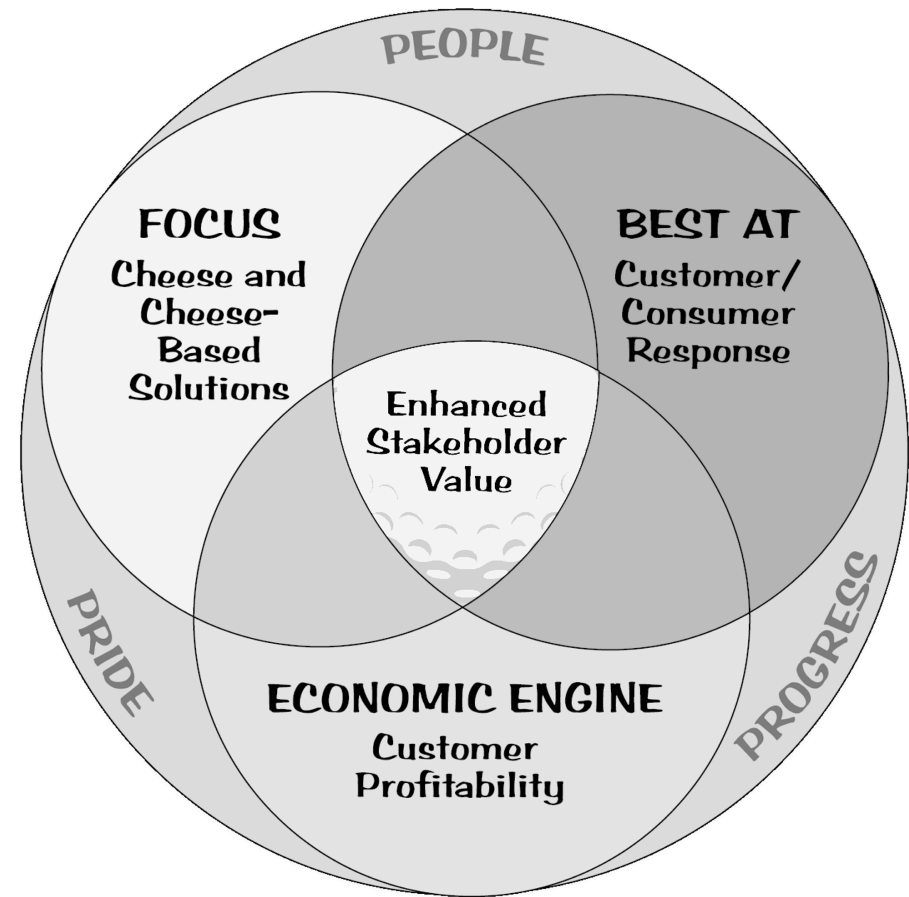 PEOPLE
FOCUS
Cheese and
Cheese-
Based
Solutions
BEST AT
Customer/
Consumer
Response
Enhanced
Stakeholder
Value
PRIDE
PROGRESS
ECONOMIC ENGINE
Customer
Profitability